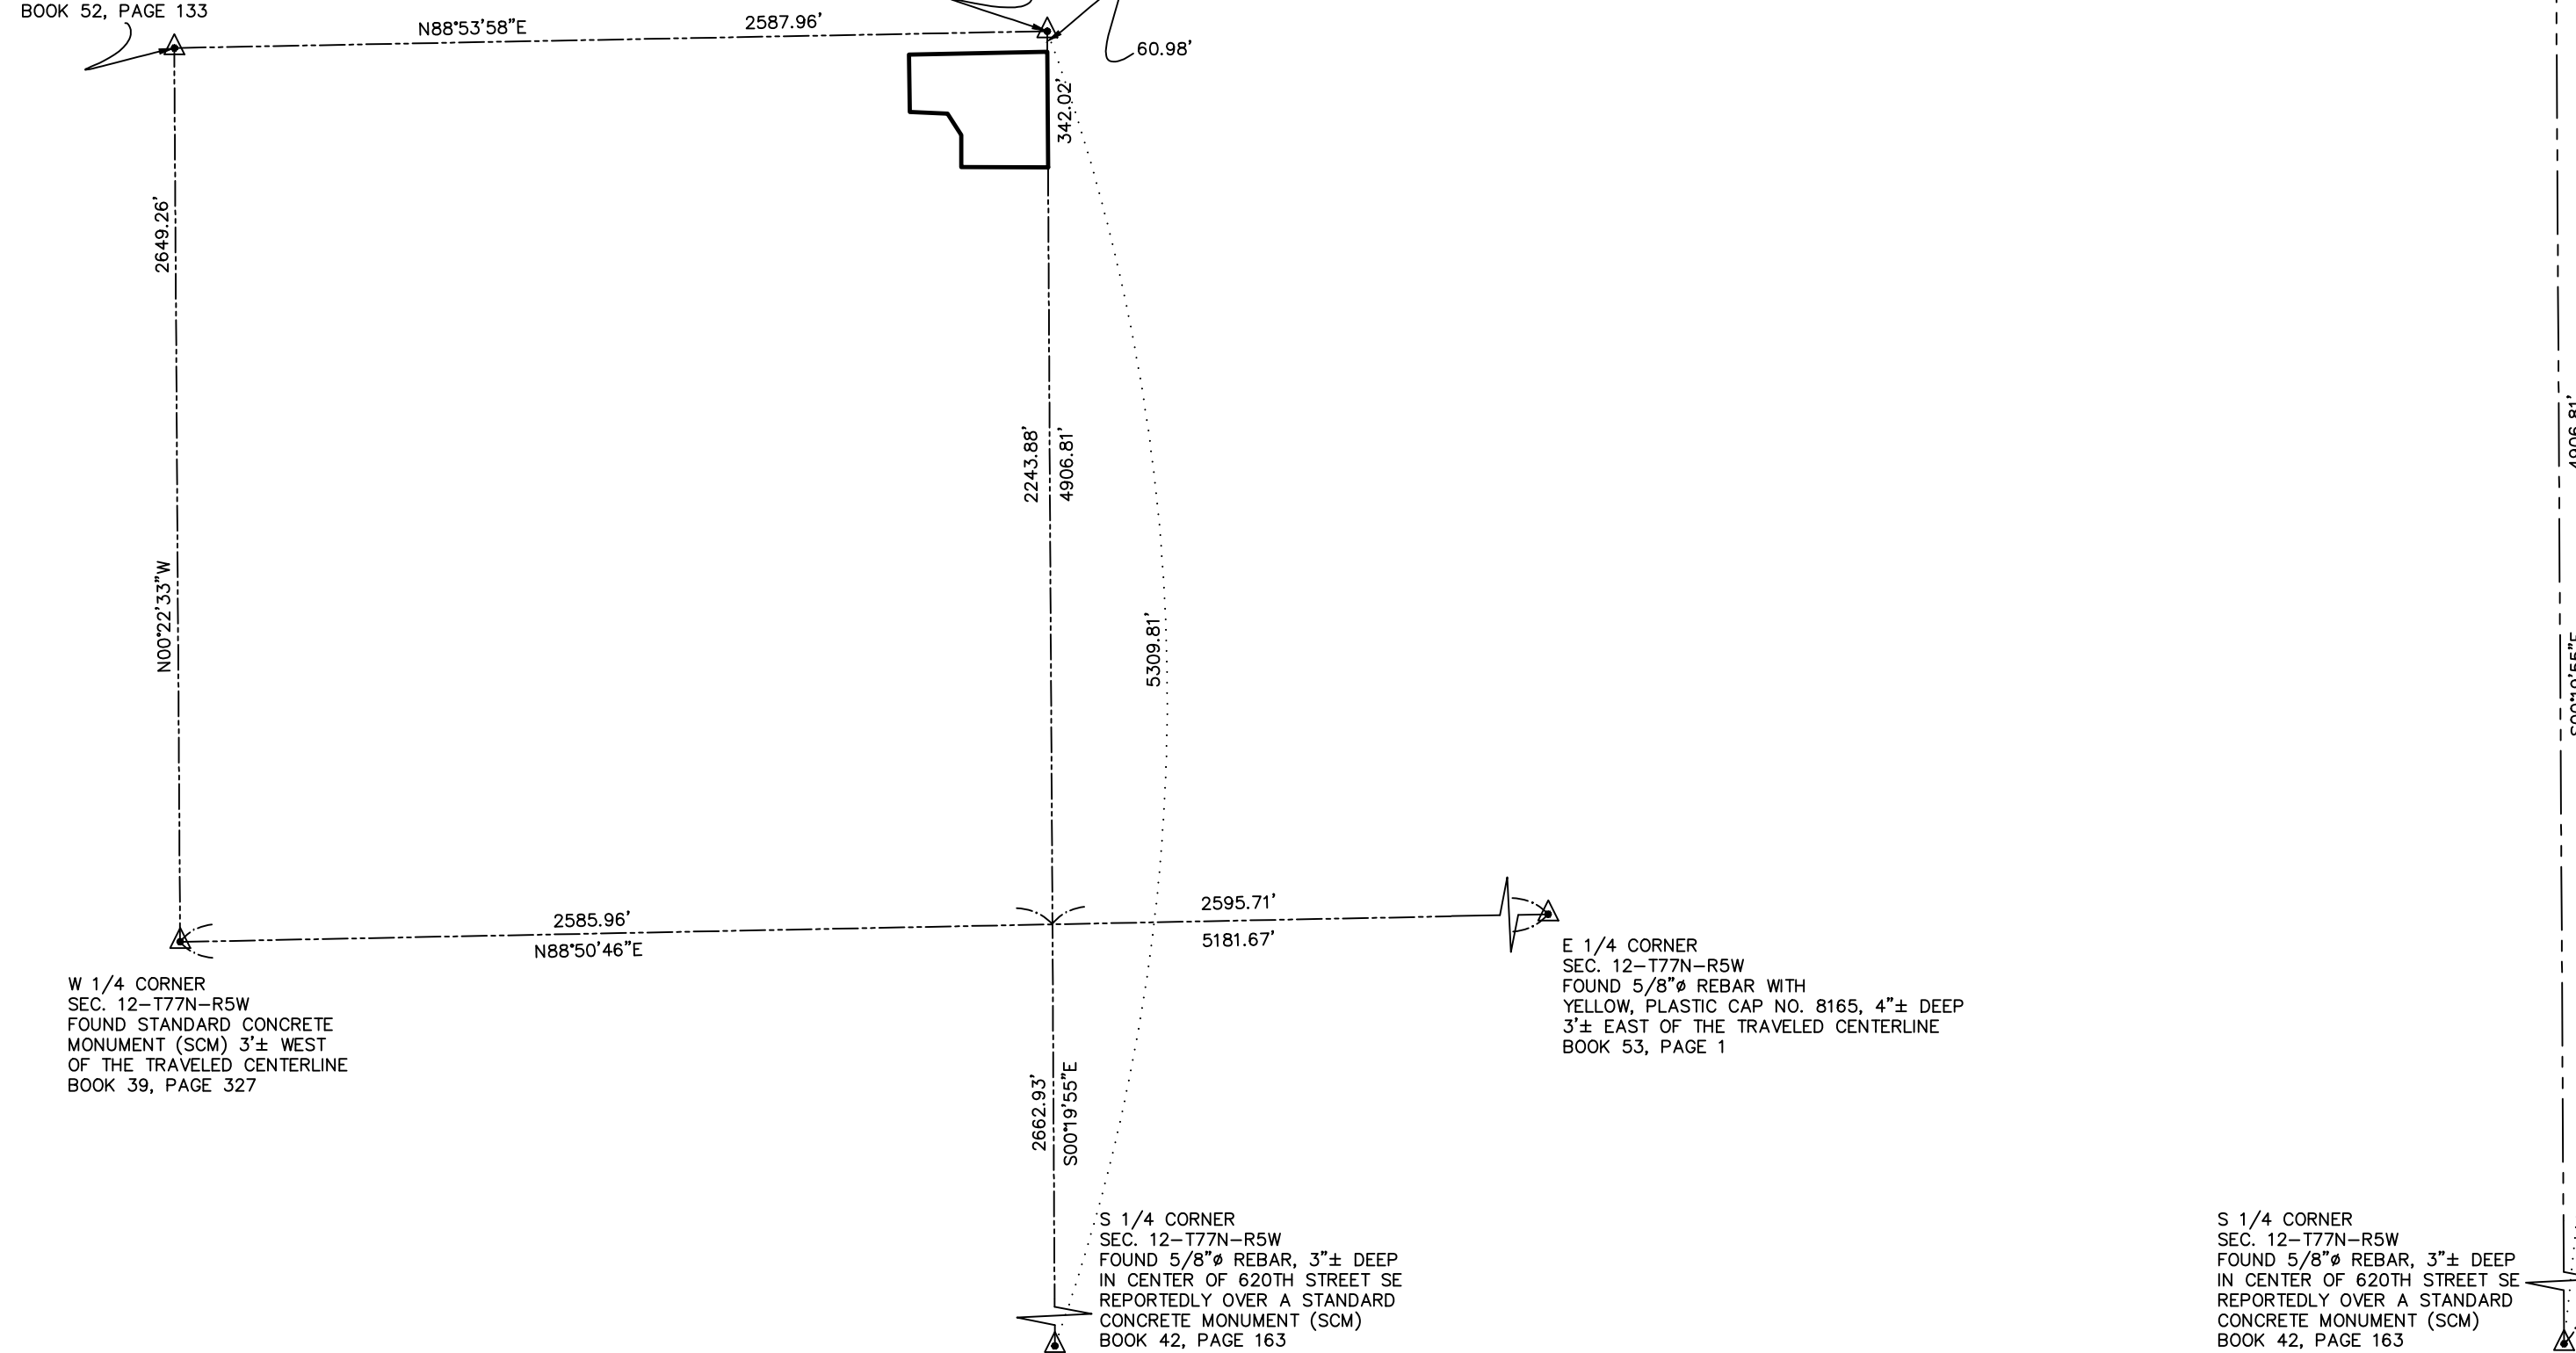 BOOK 52, PAGE 133
N88°53'58"E
2587.96'
60.98'
342.02'
2649.26'
N00°22'33"W
2243.88'
4906.81'
5309.81'
2585.96'
N88°50'46"E
2595.71'
5181.67'
W 1/4 CORNER
SEC. 12-T77N-R5W
FOUND STANDARD CONCRETE
MONUMENT (SCM) 3'± WEST
OF THE TRAVELED CENTERLINE
BOOK 39, PAGE 327
E 1/4 CORNER
SEC. 12-T77N-R5W
FOUND 5/8"ø REBAR WITH
YELLOW, PLASTIC CAP NO. 8165, 4"± DEEP
3'± EAST OF THE TRAVELED CENTERLINE
BOOK 53, PAGE 1
2662.93'
S00°19'55"E
S 1/4 CORNER
SEC. 12-T77N-R5W
FOUND 5/8"ø REBAR, 3"± DEEP
IN CENTER OF 620TH STREET SE
REPORTEDLY OVER A STANDARD
CONCRETE MONUMENT (SCM)
BOOK 42, PAGE 163
S 1/4 CORNER
SEC. 12-T77N-R5W
FOUND 5/8"ø REBAR, 3"± DEEP
IN CENTER OF 620TH STREET SE
REPORTEDLY OVER A STANDARD
CONCRETE MONUMENT (SCM)
BOOK 42, PAGE 163